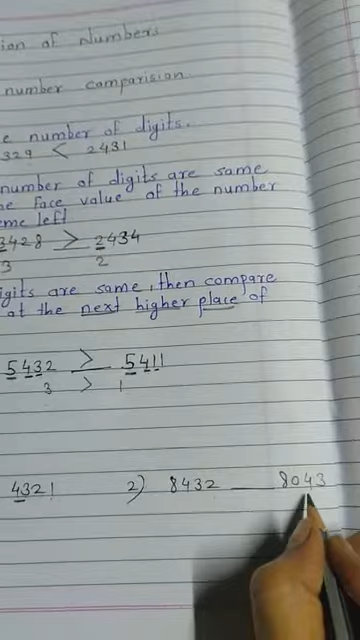 ion of Numbers
number comparision
e number of digits.
329 < 2431
number of digits are same
he Face value of the number
eme left
3428 > 2434
3 2
igits are same, then compare
at the next higher place of
5432 > 5411
3 > 1
4321 2) 8432 __ 8043